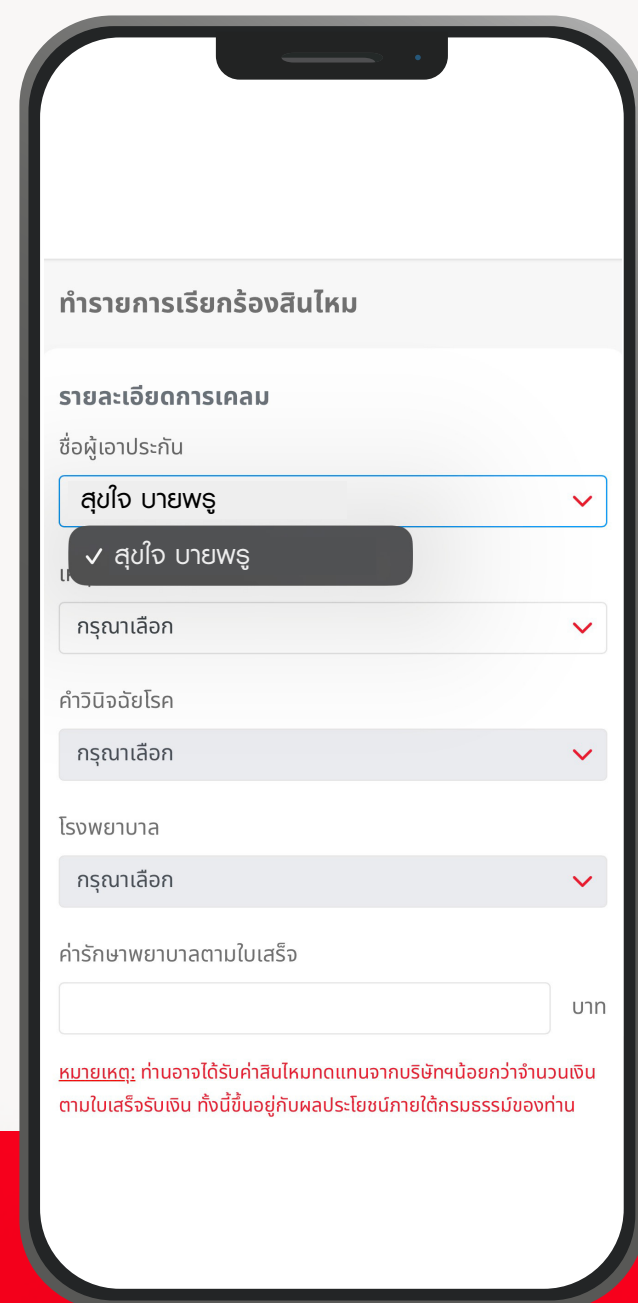 ทำรายการเรียกร้องสินไหม
รายละเอียดการเคลม
ชื่อผู้เอาประกัน
สุขใจ บายพรู
✓ สุขใจ บายพรู
กรุณาเลือก
คำวินิจฉัยโรค
กรุณาเลือก
โรงพยาบาล
กรุณาเลือก
ค่ารักษาพยาบาลตามใบเสร็จ
บาท
หมายเหตุ: ท่านอาจได้รับค่าสินไหมทดแทนจากบริษัทฯน้อยกว่าจำนวนเงิน
ตามใบเสร็จรับเงิน ทั้งนี้ขึ้นอยู่กับผลประโยชน์ภายใต้กรมธรรม์ของท่าน